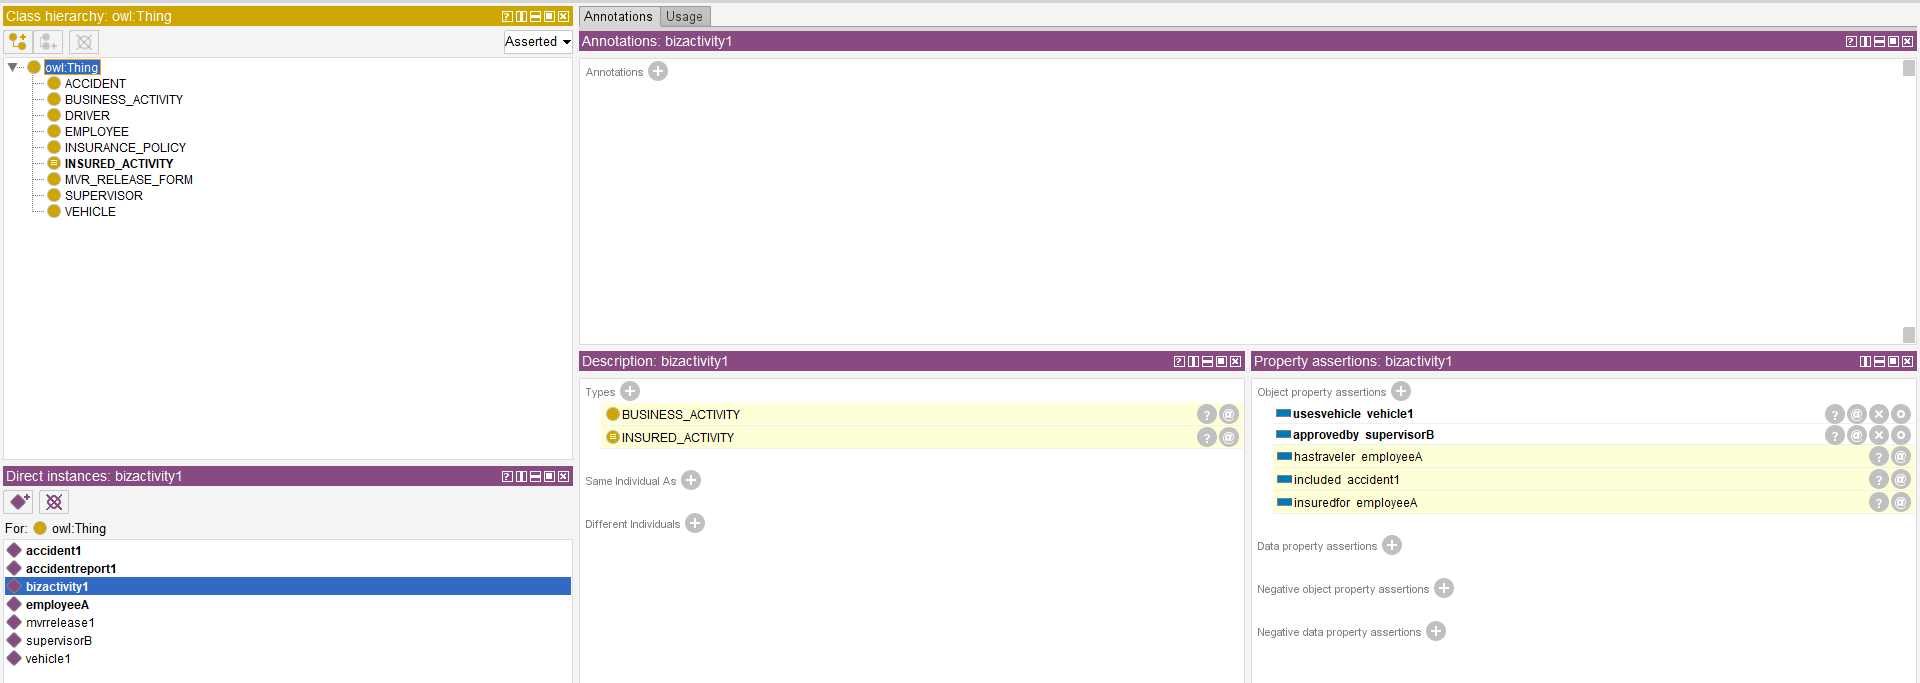 Class hierarchy: owl:Thing
Asserted
owl:Thing
ACCIDENT
BUSINESS_ACTIVITY
DRIVER
EMPLOYEE
INSURANCE_POLICY
INSURED_ACTIVITY
MVR_RELEASE_FORM
SUPERVISOR
VEHICLE
Direct instances: bizactivity1
For: owl:Thing
accident1
accidentreport1
bizactivity1
employeeA
mvrrelease1
supervisorB
vehicle1
Annotations Usage
Annotations: bizactivity1
Annotations
Description: bizactivity1
Types
BUSINESS_ACTIVITY
INSURED_ACTIVITY
Same Individual As
Different Individuals
Property assertions: bizactivity1
Object property assertions
usesvehicle vehicle1
approvedby supervisorB
hastraveler employeeA
included accident1
insuredfor employeeA
Data property assertions
Negative object property assertions
Negative data property assertions